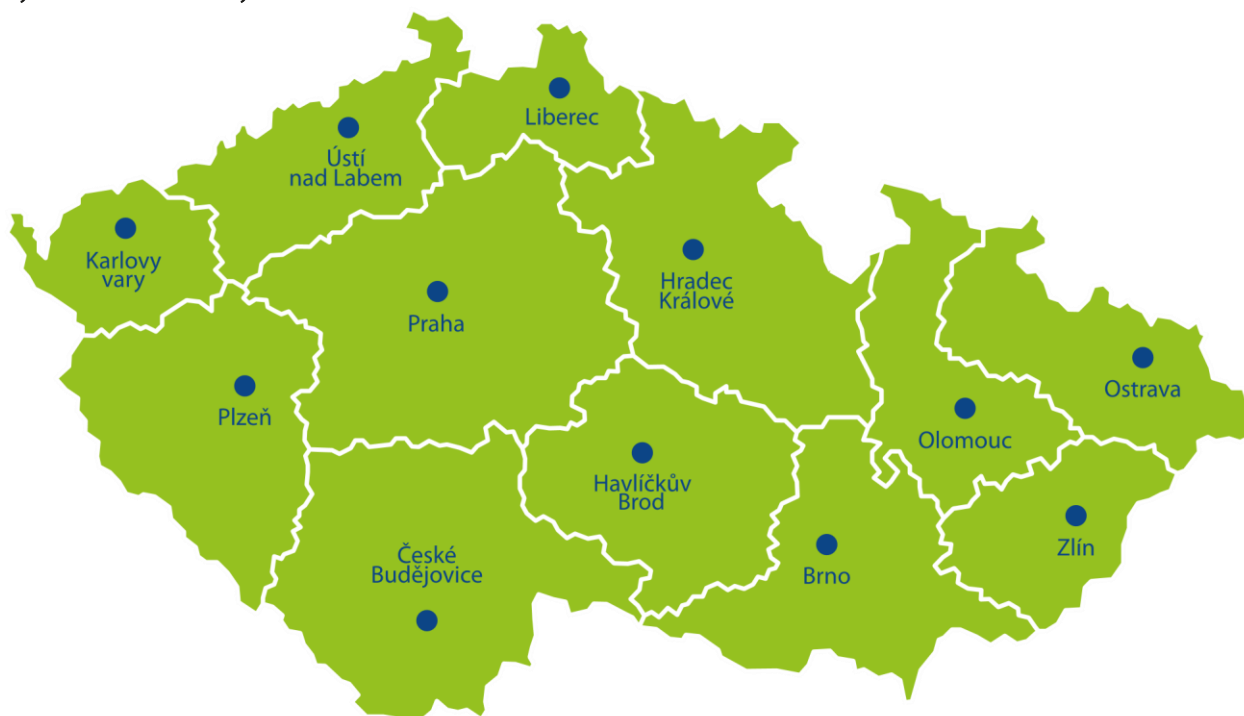 Liberec
Ústí
nad Labem
Karlovy
vary
Hradec
Králové
Praha
Ostrava
Plzeň
Olomouc
Havlíčkův
Brod
Zlín
České
Budějovice
Brno